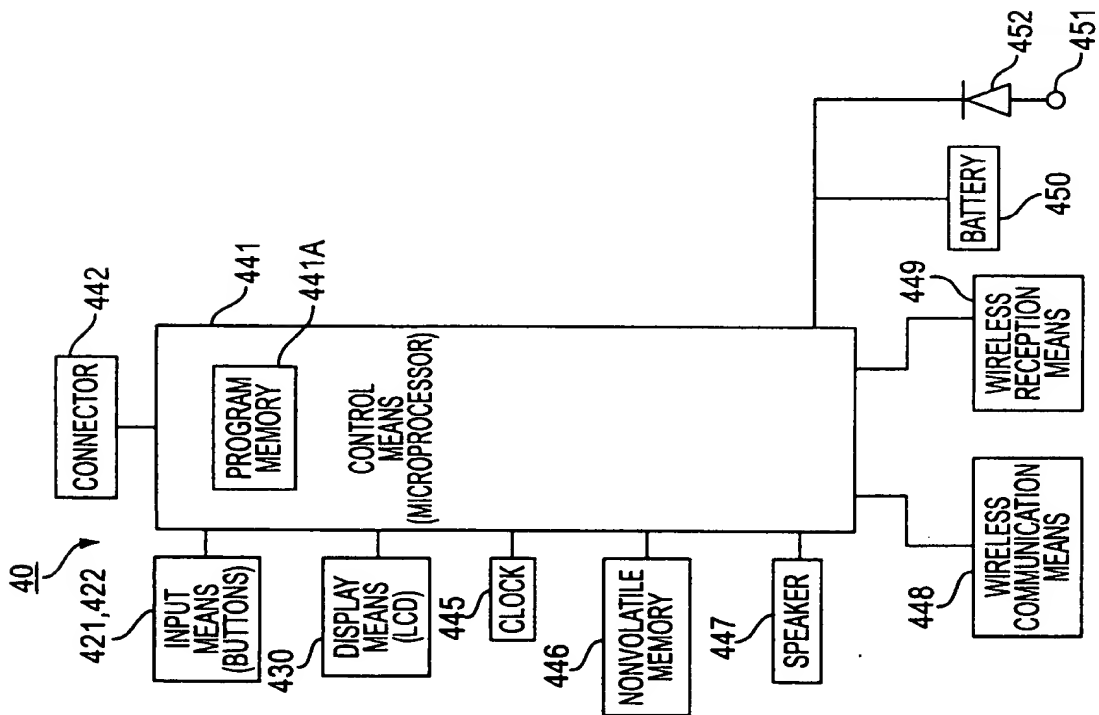 40
442
CONNECTOR
441
441A
PROGRAM
MEMORY
CONTROL
MEANS
(MICROPROCESSOR)
INPUT
MEANS
(BUTTONS)
421,422
DISPLAY
MEANS
(LCD)
430
CLOCK
445
NONVOLATILE
MEMORY
446
SPEAKER
447
WIRELESS
COMMUNICATION
MEANS
448
WIRELESS
RECEPTION
MEANS
449
BATTERY
450
452
451